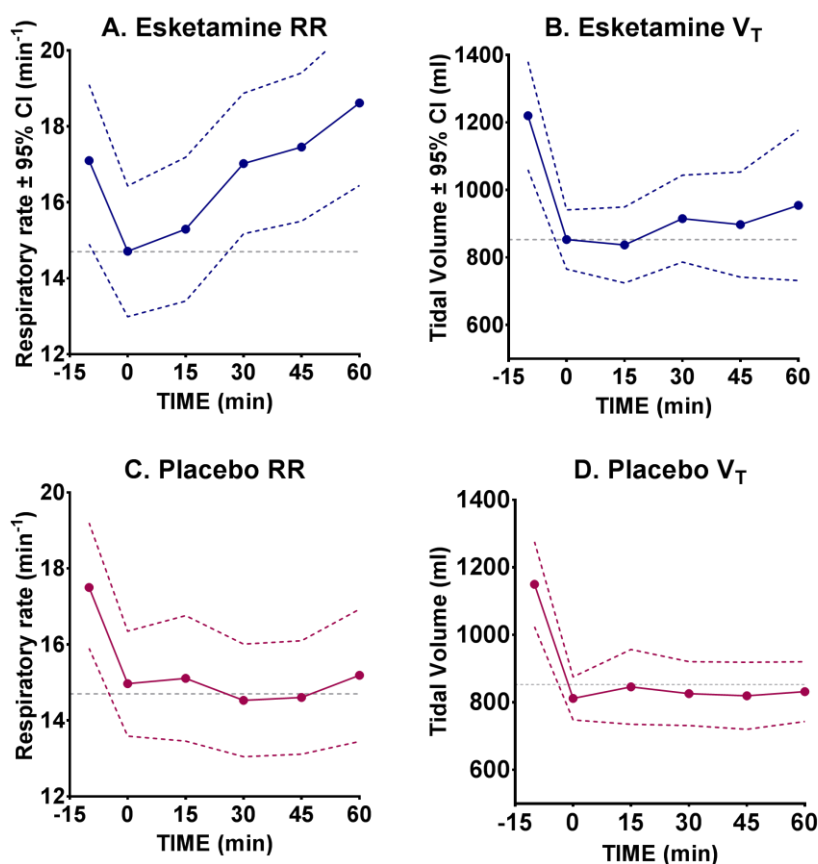 A. Esketamine RR
Respiratory rate ± 95% CI (min⁻¹)
20
18
16
14
12
-15 0 15 30 45 60
TIME (min)
B. Esketamine V_T
Tidal Volume ± 95% CI (ml)
1400
1200
1000
800
600
-15 0 15 30 45 60
TIME (min)
C. Placebo RR
Respiratory rate (min⁻¹)
20
18
16
14
12
-15 0 15 30 45 60
TIME (min)
D. Placebo V_T
Tidal Volume (ml)
1400
1200
1000
800
600
-15 0 15 30 45 60
TIME (min)